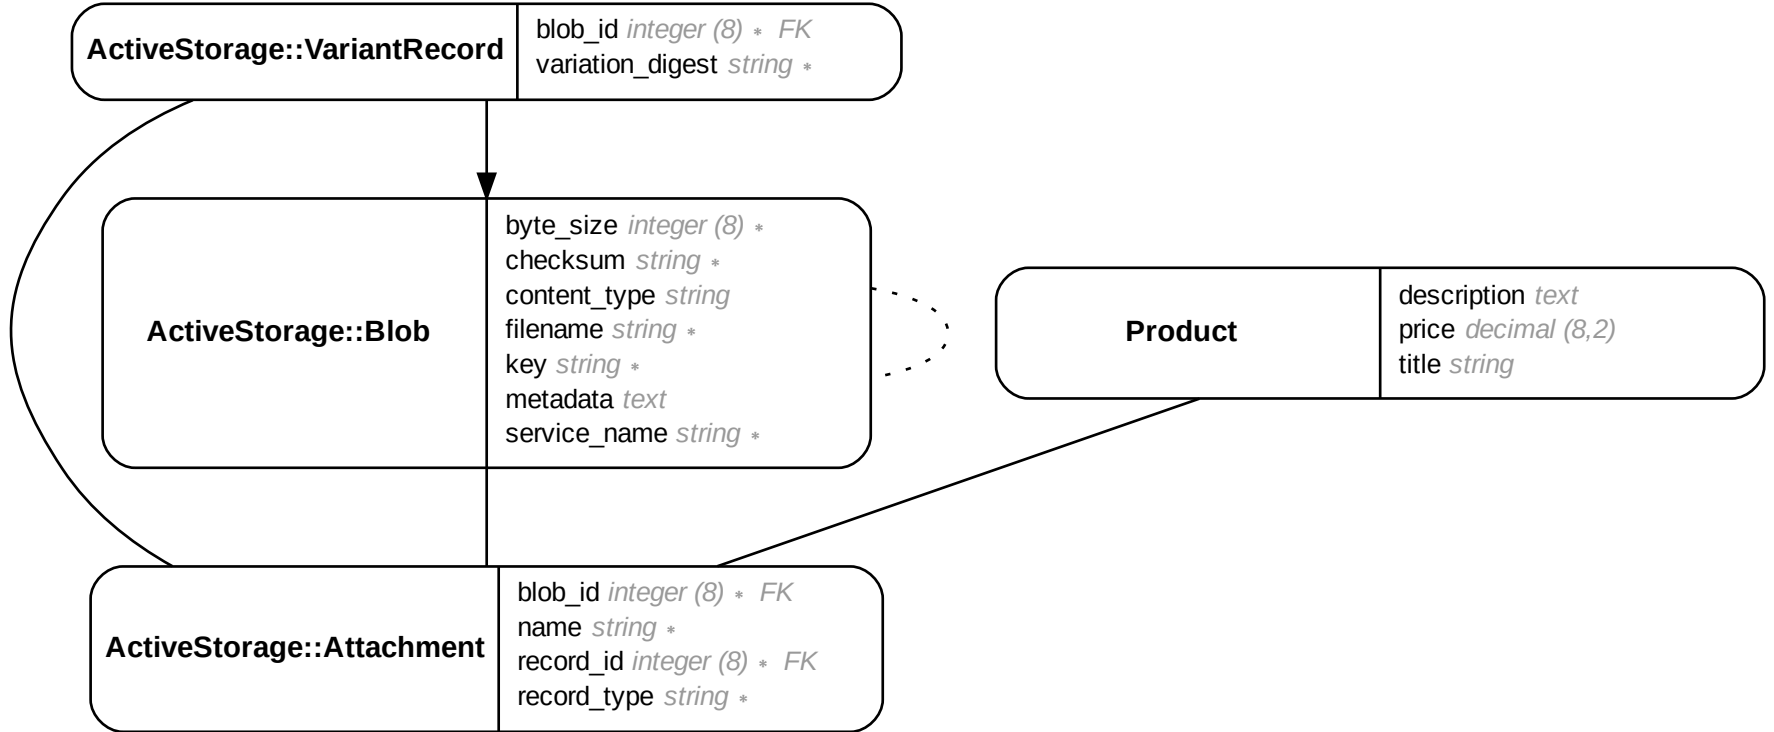 ActiveStorage::VariantRecord
blob_id integer (8) * FK
variation_digest string *
ActiveStorage::Blob
byte_size integer (8) *
checksum string *
content_type string
filename string *
key string *
metadata text
service_name string *
Product
description text
price decimal (8,2)
title string
ActiveStorage::Attachment
blob_id integer (8) * FK
name string *
record_id integer (8) * FK
record_type string *